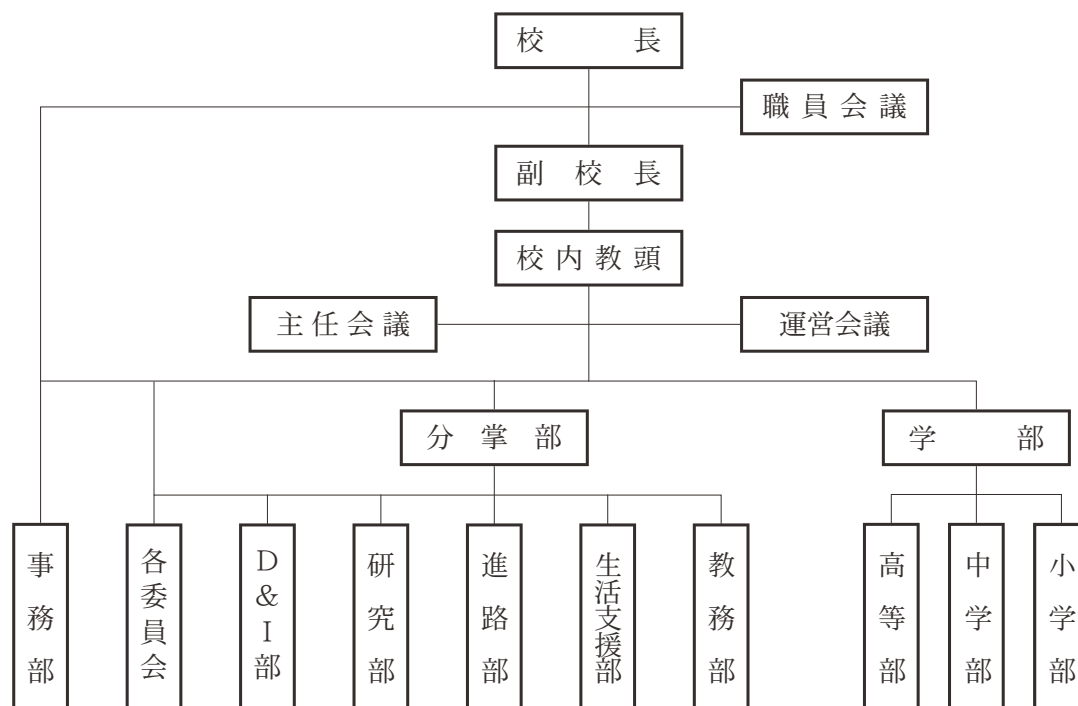 校長
職員会議
副校長
校内教頭
主任会議
運営会議
分掌部
学部
事務部
各委員会
D&I部
研究部
進路部
生活支援部
教務部
高等部
中学部
小学部